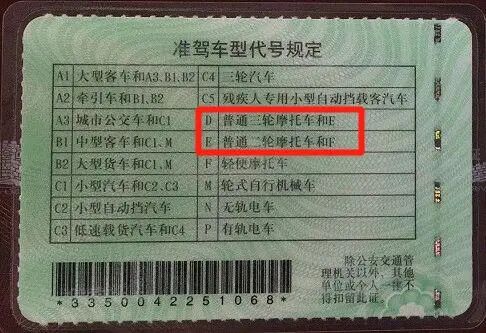 准驾车型代号规定
A1 大型客车和A3、B1、B2 C4 三轮汽车
A2 牵引车和B1、B2 C5 残疾人专用小型自动挡载客汽车
A3 城市公交车和C1 D 普通三轮摩托车和E
B1 中型客车和C1、M E 普通二轮摩托车和F
B2 大型货车和C1、M F 轻便摩托车
C1 小型汽车和C2、C3 M 轮式自行机械车
C2 小型自动挡汽车 N 无轨电车
C3 低速载货汽车和C4 P 有轨电车
除公安交通管
理机关以外，其他
单位或个人一律不
得扣留此证。
*3350042251068*